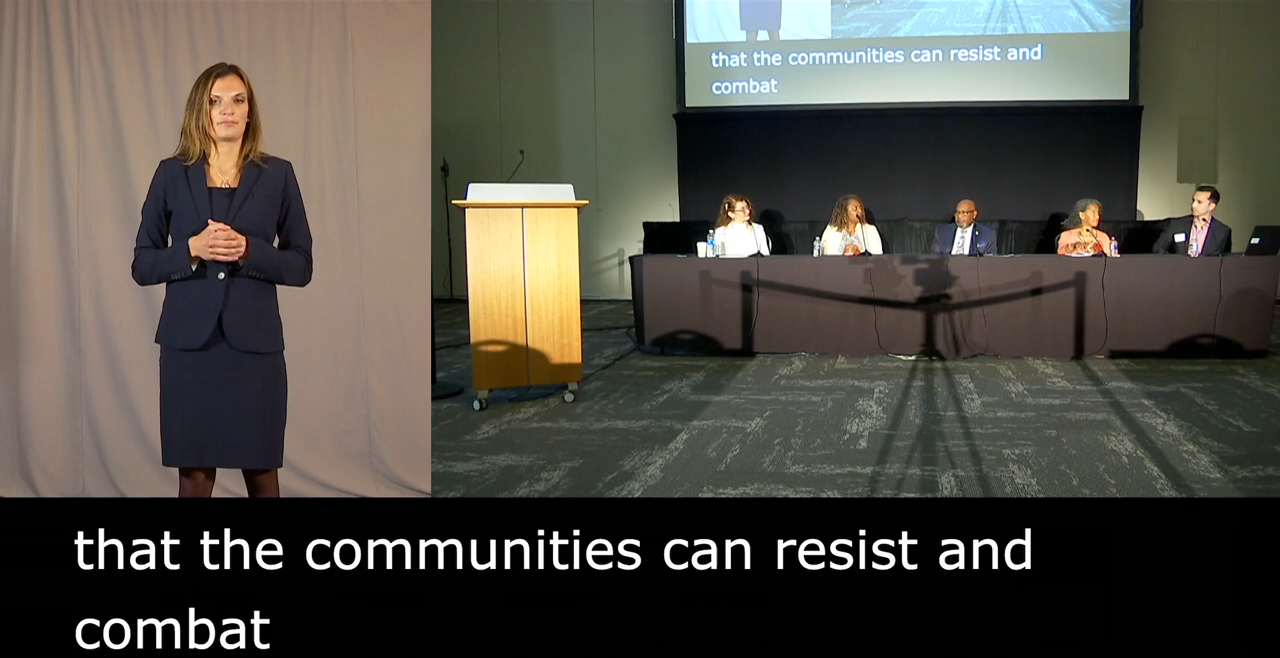 that the communities can resist and
combat
that the communities can resist and
combat